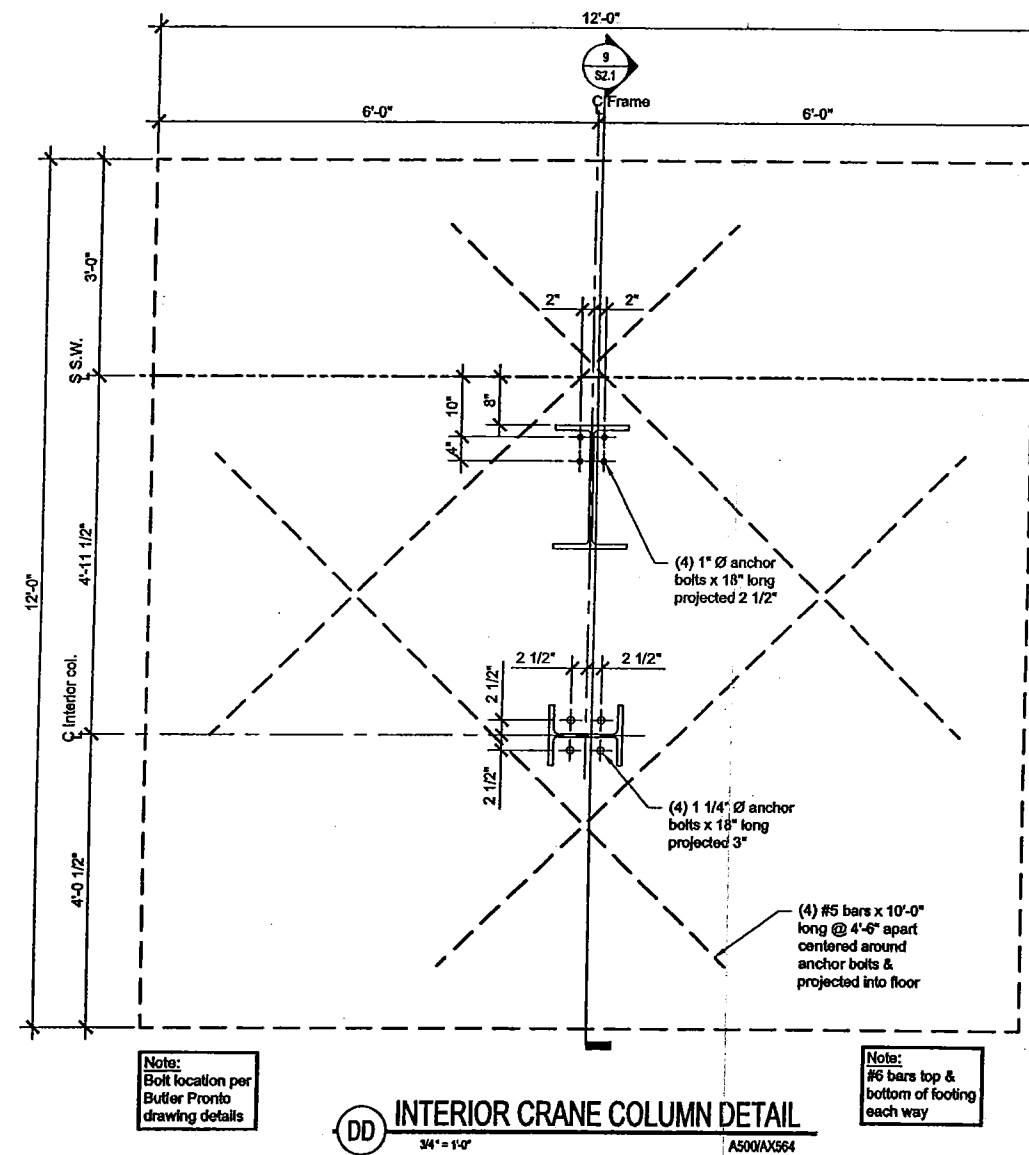 12'-0"
9
S2.1
C Frame
6'-0"
6'-0"
3'-0"
2"
2"
S S.W.
10"
8"
4"
4'-11 1/2"
12'-0"
(4) 1" Ø anchor
bolts x 18" long
projected 2 1/2"
2 1/2"
2 1/2"
2 1/2"
C Interior col.
L
2 1/2"
(4) 1 1/4" Ø anchor
bolts x 18" long
projected 3"
4'-0 1/2"
(4) #5 bars x 10'-0"
long @ 4'-6" apart
centered around
anchor bolts &
projected into floor
Note:
Bolt location per
Butler Pronto
drawing details
Note:
#6 bars top &
bottom of footing
each way
DD
INTERIOR CRANE COLUMN DETAIL
3/4" = 1'-0"
A500/AX564